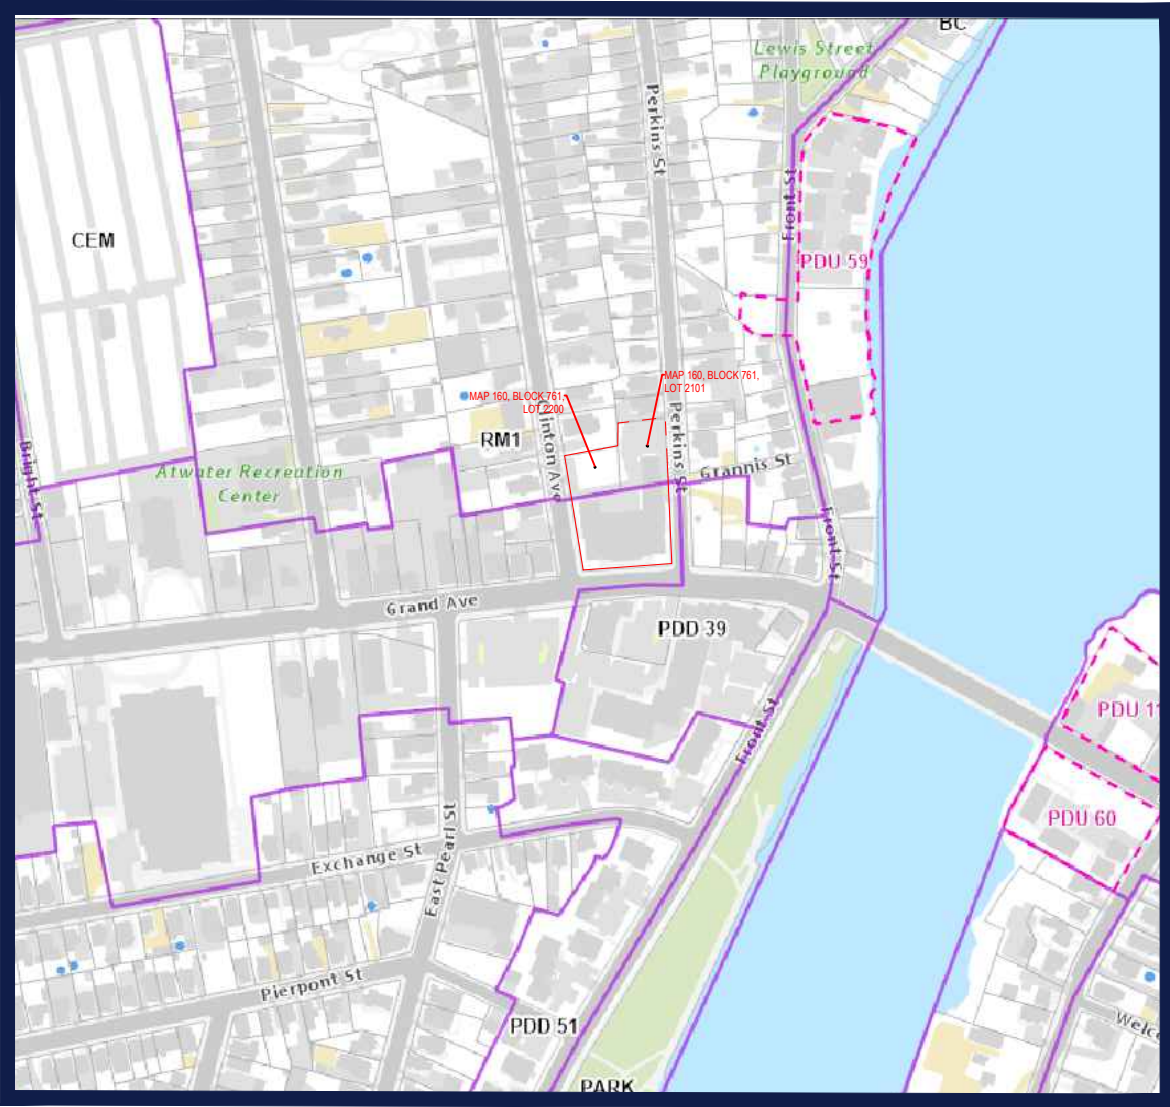 BC
Lewis Street
Playground
Perkins St
Front St
CEM
PDU 59
MAP 160, BLOCK 761,
LOT 2101
MAP 160, BLOCK 761,
LOT 2200
Clinton Ave
Perkins St
RM1
Grannis St
Bright St
Atwater Recreation
Center
Front St
Grand Ave
PDD 39
PDU 11
Front St
PDU 60
Exchange St
East Pearl St
Pierpont St
PDD 51
PARK